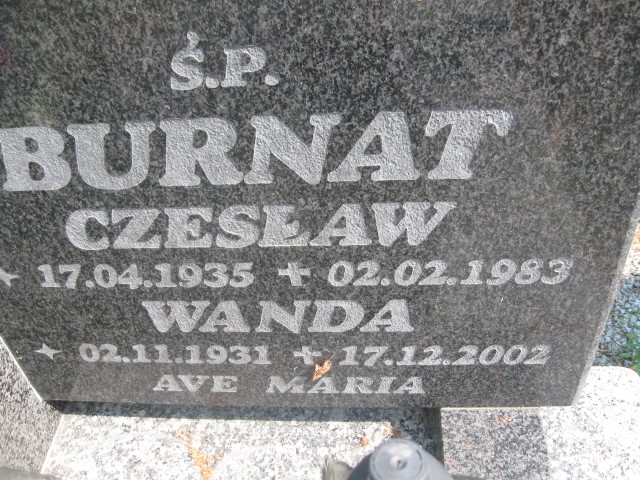 Ś.P.
BURNAT
CZESŁAW
✦ 17.04.1935 ✝ 02.02.1983
WANDA
✦ 02.11.1931 ✝ 17.12.2002
AVE MARIA